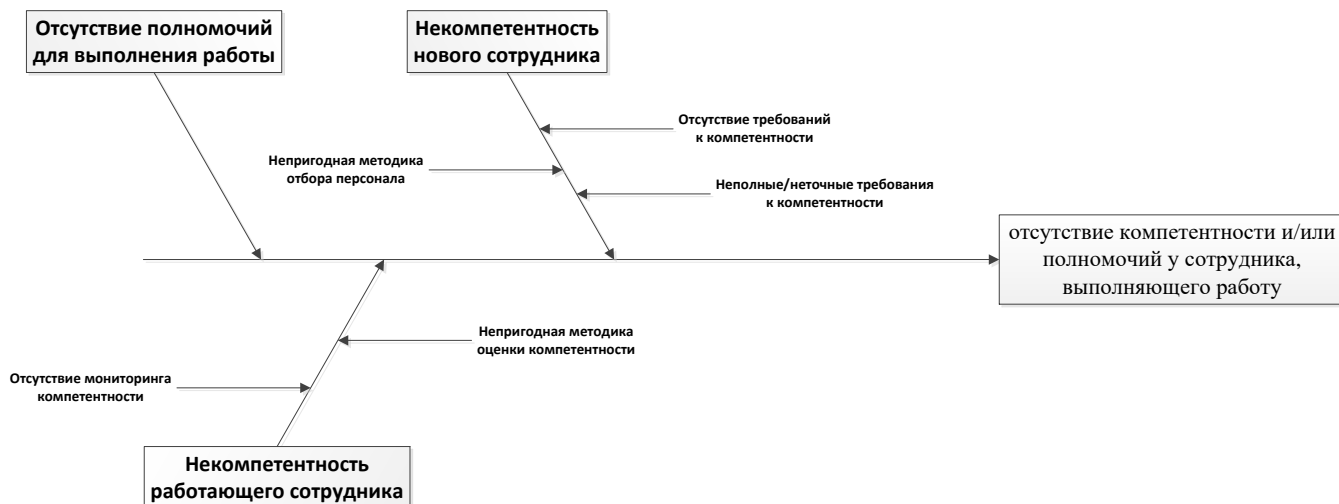 Отсутствие полномочий
для выполнения работы
Некомпетентность
нового сотрудника
Отсутствие требований
к компетентности
Непригодная методика
отбора персонала
Неполные/неточные требования
к компетентности
отсутствие компетентности и/или
полномочий у сотрудника,
выполняющего работу
Непригодная методика
оценки компетентности
Отсутствие мониторинга
компетентности
Некомпетентность
работающего сотрудника